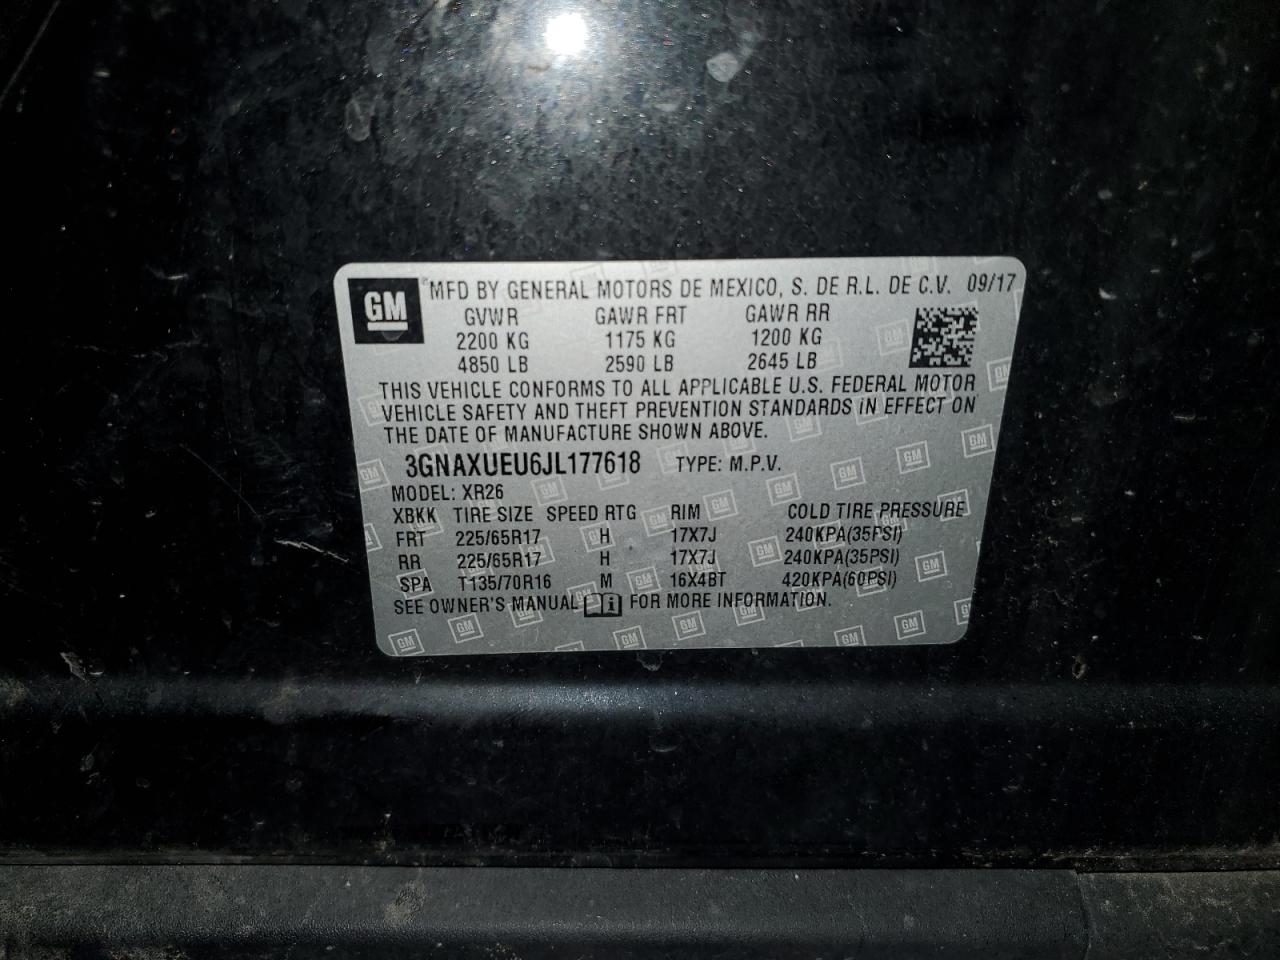 GM MFD BY GENERAL MOTORS DE MEXICO, S. DE R.L. DE C.V. 09/17
GVWR GAWR FRT GAWR RR
2200 KG 1175 KG 1200 KG
4850 LB 2590 LB 2645 LB
THIS VEHICLE CONFORMS TO ALL APPLICABLE U.S. FEDERAL MOTOR
VEHICLE SAFETY AND THEFT PREVENTION STANDARDS IN EFFECT ON
THE DATE OF MANUFACTURE SHOWN ABOVE.
3GNAXUEU6JL177618 TYPE: M.P.V.
MODEL: XR26
XBKK TIRE SIZE SPEED RTG RIM COLD TIRE PRESSURE
FRT 225/65R17 H 17X7J 240KPA(35PSI)
RR 225/65R17 H 17X7J 240KPA(35PSI)
SPA T135/70R16 M 16X4BT 420KPA(60PSI)
SEE OWNER'S MANUAL i FOR MORE INFORMATION.